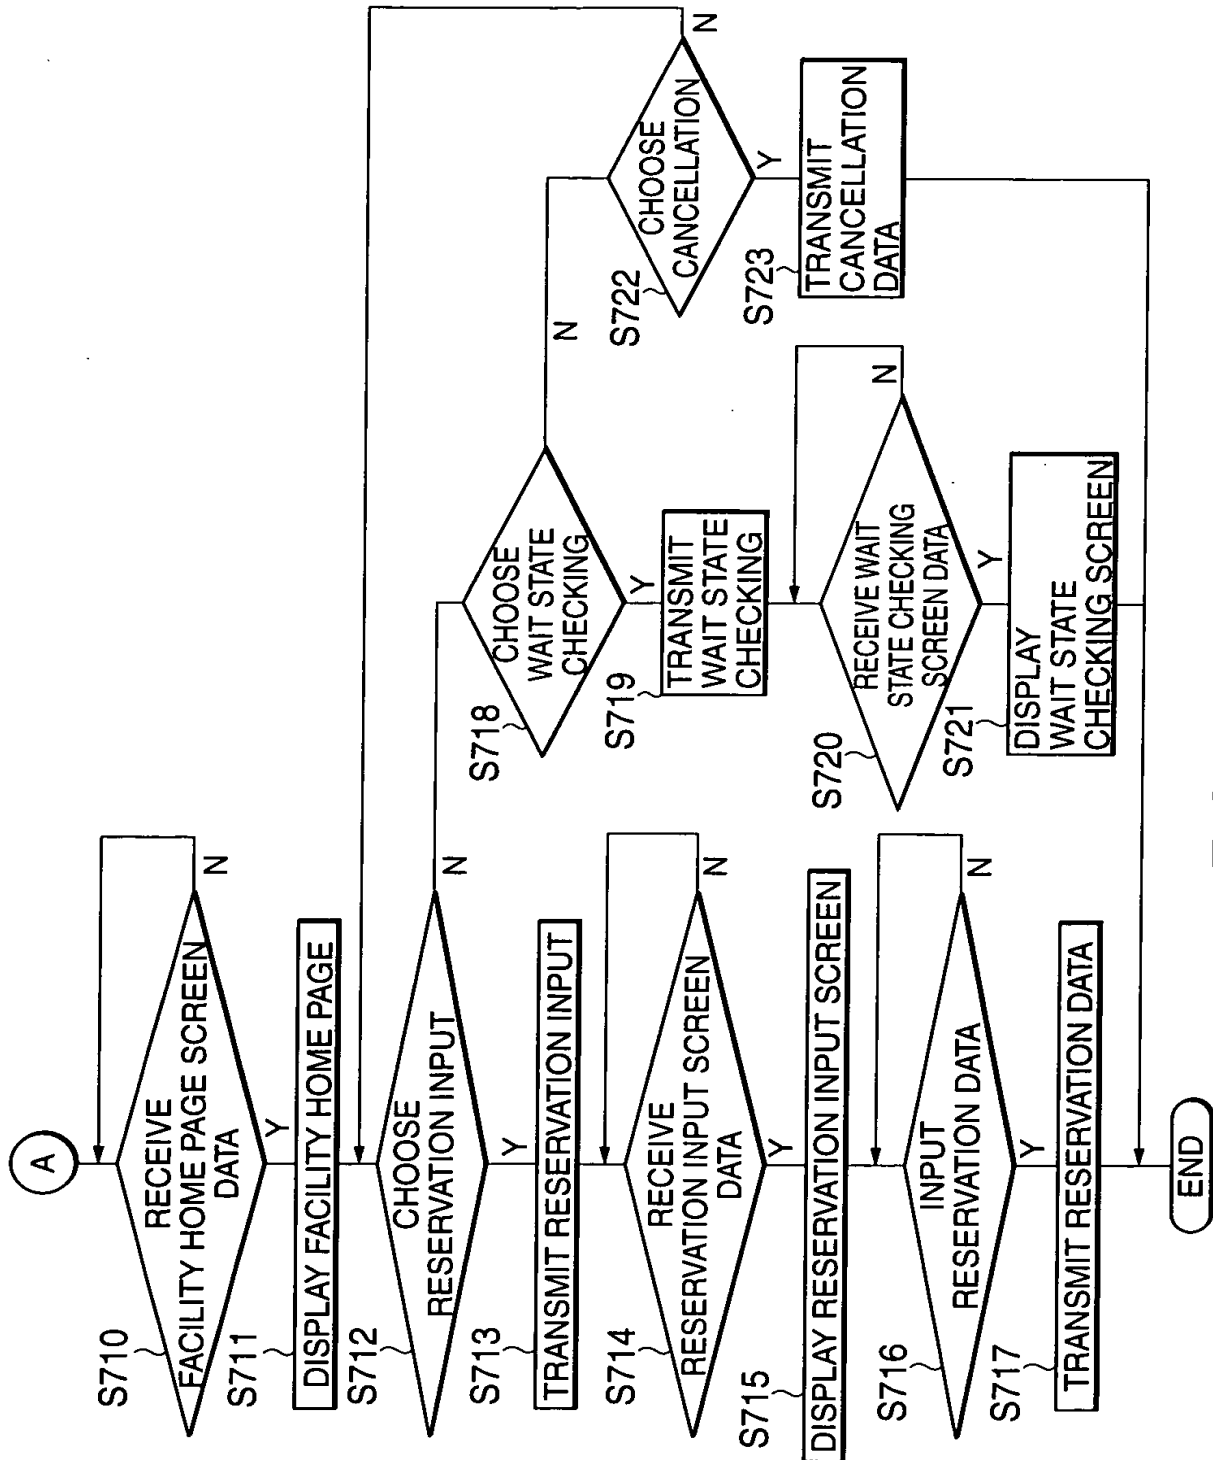 A
S710
RECEIVE
FACILITY HOME PAGE SCREEN
DATA
N
Y
S711
DISPLAY FACILITY HOME PAGE
S712
CHOOSE
RESERVATION INPUT
N
Y
S713
TRANSMIT RESERVATION INPUT
S714
RECEIVE
RESERVATION INPUT SCREEN
DATA
N
Y
S715
DISPLAY RESERVATION INPUT SCREEN
S716
INPUT
RESERVATION DATA
N
Y
S717
TRANSMIT RESERVATION DATA
END
S718
CHOOSE
WAIT STATE
CHECKING
N
Y
S719
TRANSMIT
WAIT STATE
CHECKING
S720
RECEIVE WAIT
STATE CHECKING
SCREEN DATA
N
Y
S721
DISPLAY
WAIT STATE
CHECKING SCREEN
S722
CHOOSE
CANCELLATION
N
Y
S723
TRANSMIT
CANCELLATION
DATA